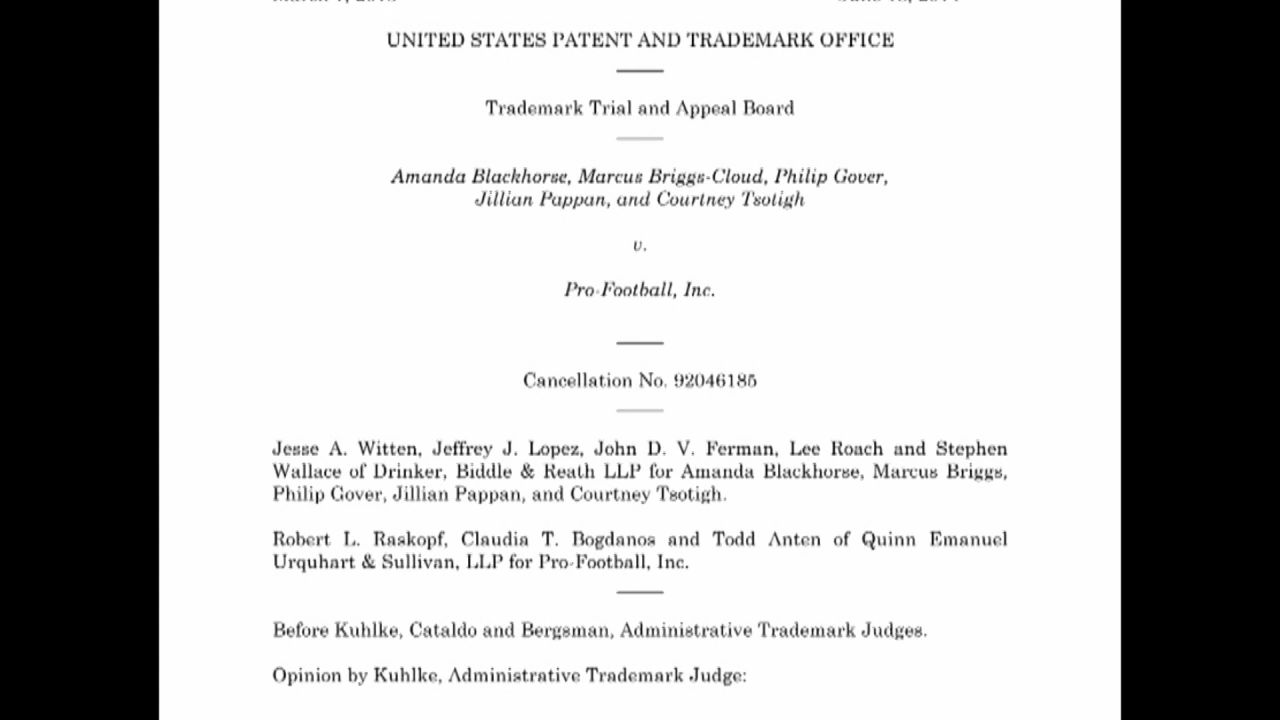 UNITED STATES PATENT AND TRADEMARK OFFICE
Trademark Trial and Appeal Board
Amanda Blackhorse, Marcus Briggs-Cloud, Philip Gover,
Jillian Pappan, and Courtney Tsotigh
v.
Pro-Football, Inc.
Cancellation No. 92046185
Jesse A. Witten, Jeffrey J. Lopez, John D. V. Ferman, Lee Roach and Stephen
Wallace of Drinker, Biddle & Reath LLP for Amanda Blackhorse, Marcus Briggs,
Philip Gover, Jillian Pappan, and Courtney Tsotigh.
Robert L. Raskopf, Claudia T. Bogdanos and Todd Anten of Quinn Emanuel
Urquhart & Sullivan, LLP for Pro-Football, Inc.
Before Kuhlke, Cataldo and Bergsman, Administrative Trademark Judges.
Opinion by Kuhlke, Administrative Trademark Judge: